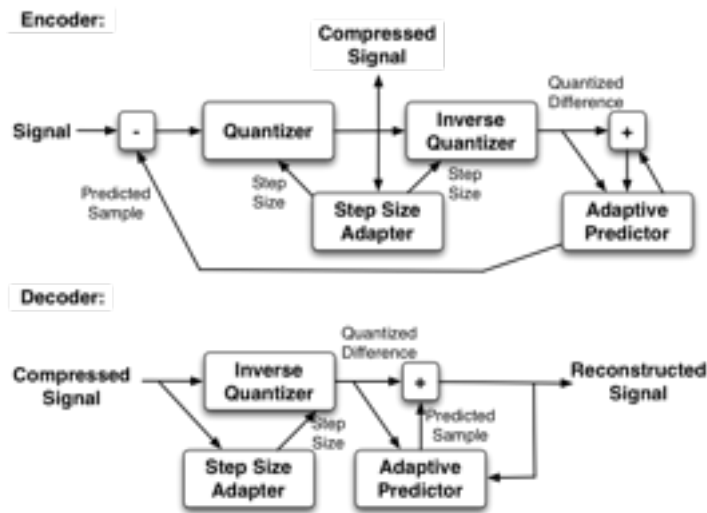 Encoder:
Compressed
Signal
Quantized
Difference
Signal
-
Quantizer
Inverse
Quantizer
+
Predicted
Sample
Step
Size
Step
Size
Step Size
Adapter
Adaptive
Predictor
Decoder:
Quantized
Difference
Compressed
Signal
Inverse
Quantizer
+
Reconstructed
Signal
Step
Size
Predicted
Sample
Step Size
Adapter
Adaptive
Predictor